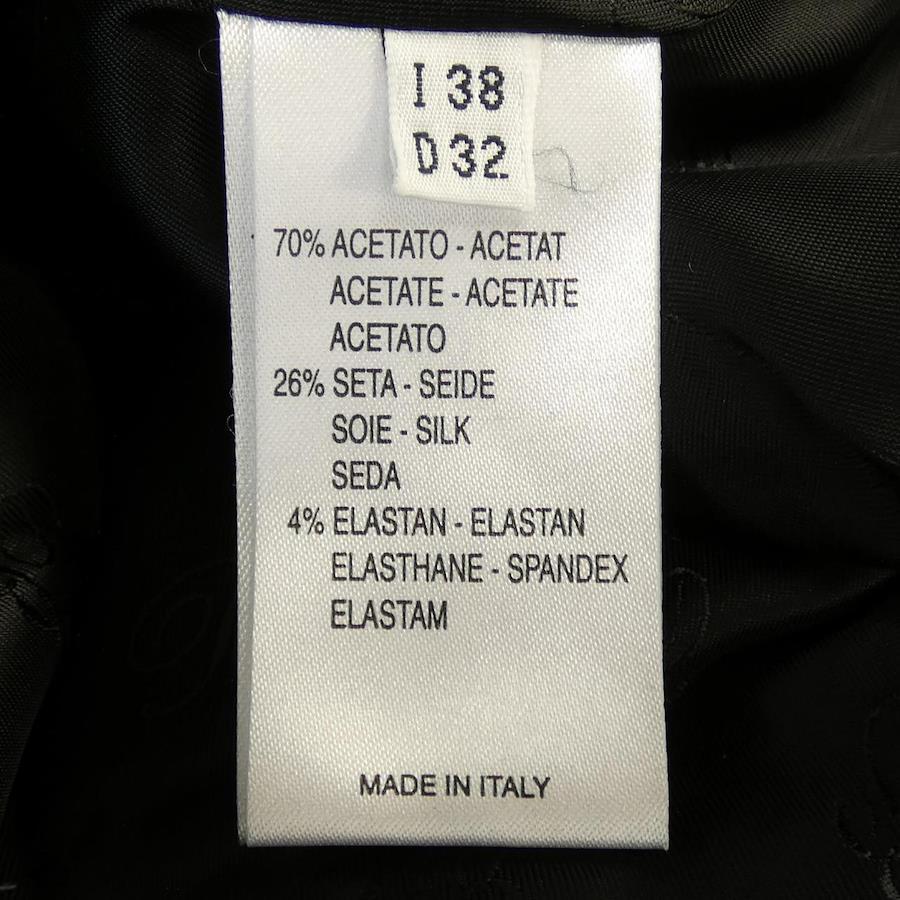 I 38
D 32
70% ACETATO - ACETAT
ACETATE - ACETATE
ACETATO
26% SETA - SEIDE
SOIE - SILK
SEDA
4% ELASTAN - ELASTAN
ELASTHANE - SPANDEX
ELASTAM
MADE IN ITALY